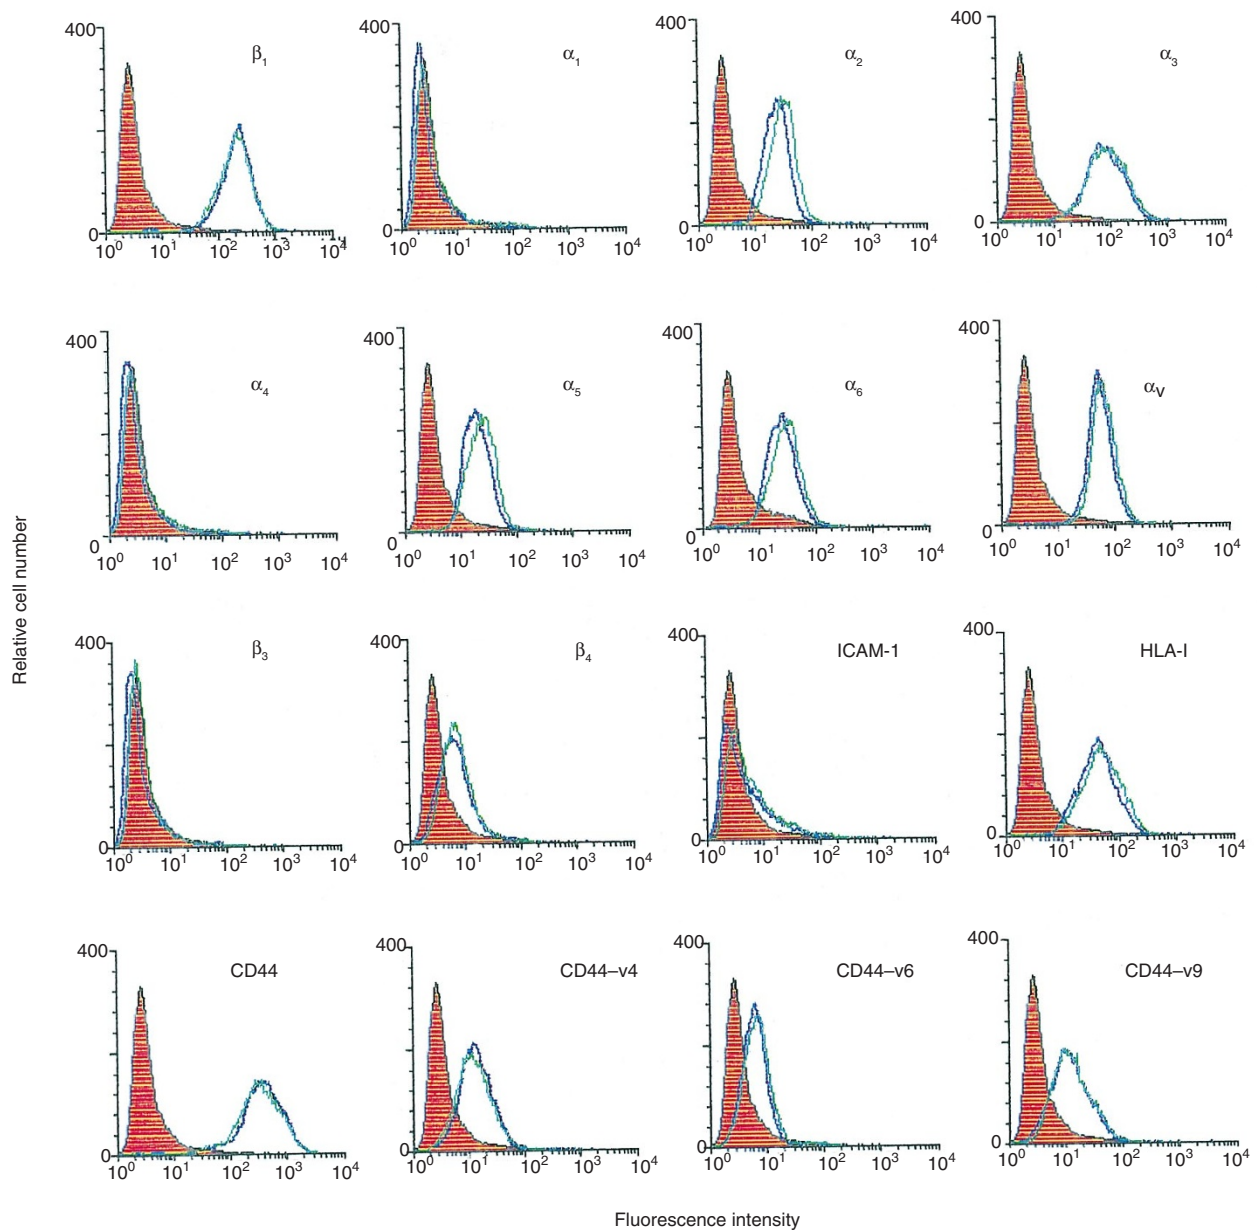 400 β1 400 α1 400 α2 400 α3
0 0 0 0
10^0 10^1 10^2 10^3 10^4 10^0 10^1 10^2 10^3 10^4 10^0 10^1 10^2 10^3 10^4 10^0 10^1 10^2 10^3 10^4
400 α4 400 α5 400 α6 400 αV
0 0 0 0
10^0 10^1 10^2 10^3 10^4 10^0 10^1 10^2 10^3 10^4 10^0 10^1 10^2 10^3 10^4 10^0 10^1 10^2 10^3 10^4
Relative cell number
400 β3 400 β4 400 ICAM-1 400 HLA-I
0 0 0 0
10^0 10^1 10^2 10^3 10^4 10^0 10^1 10^2 10^3 10^4 10^0 10^1 10^2 10^3 10^4 10^0 10^1 10^2 10^3 10^4
400 CD44 400 CD44–v4 400 CD44–v6 400 CD44–v9
0 0 0 0
10^0 10^1 10^2 10^3 10^4 10^0 10^1 10^2 10^3 10^4 10^0 10^1 10^2 10^3 10^4 10^0 10^1 10^2 10^3 10^4
Fluorescence intensity